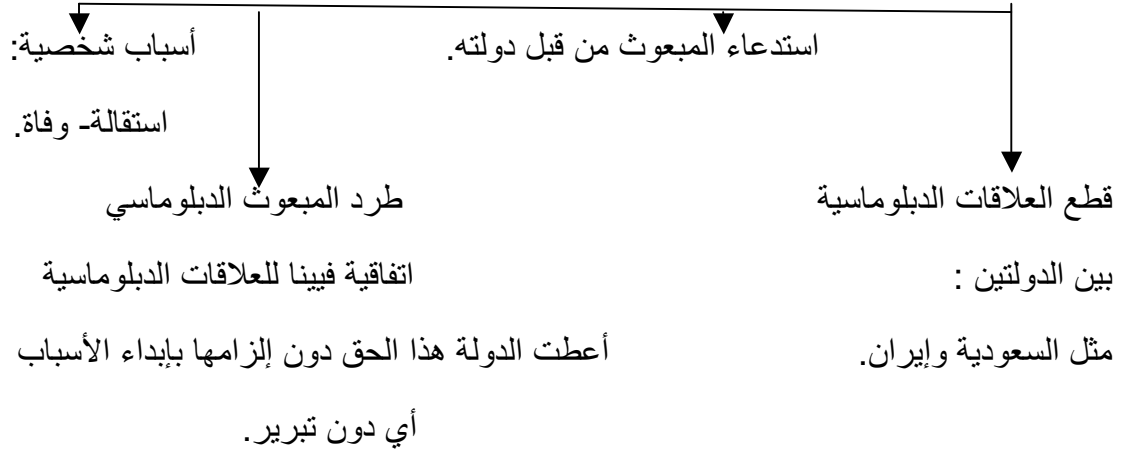 استدعاء المبعوث من قبل دولته. أسباب شخصية:
استقالة- وفاة.
قطع العلاقات الدبلوماسية طرد المبعوث الدبلوماسي
بين الدولتين : اتفاقية فيينا للعلاقات الدبلوماسية
مثل السعودية وإيران. أعطت الدولة هذا الحق دون إلزامها بإبداء الأسباب
أي دون تبرير.